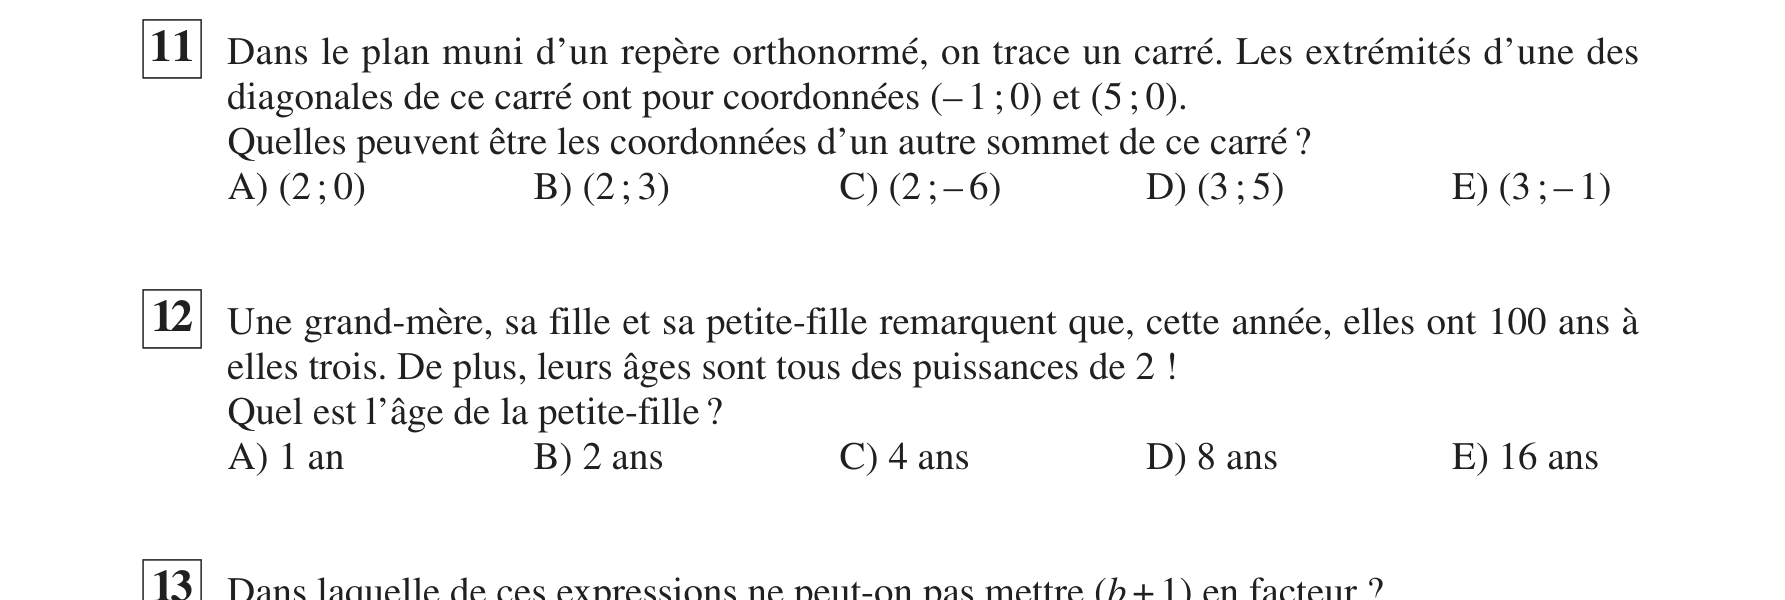 11 Dans le plan muni d’un repère orthonormé, on trace un carré. Les extrémités d’une des
diagonales de ce carré ont pour coordonnées (– 1 ; 0) et (5 ; 0).
Quelles peuvent être les coordonnées d’un autre sommet de ce carré ?
A) (2 ; 0) B) (2 ; 3) C) (2 ; – 6) D) (3 ; 5) E) (3 ; – 1)
12 Une grand-mère, sa fille et sa petite-fille remarquent que, cette année, elles ont 100 ans à
elles trois. De plus, leurs âges sont tous des puissances de 2 !
Quel est l’âge de la petite-fille ?
A) 1 an B) 2 ans C) 4 ans D) 8 ans E) 16 ans
13 Dans laquelle de ces expressions ne peut-on pas mettre (b + 1) en facteur ?